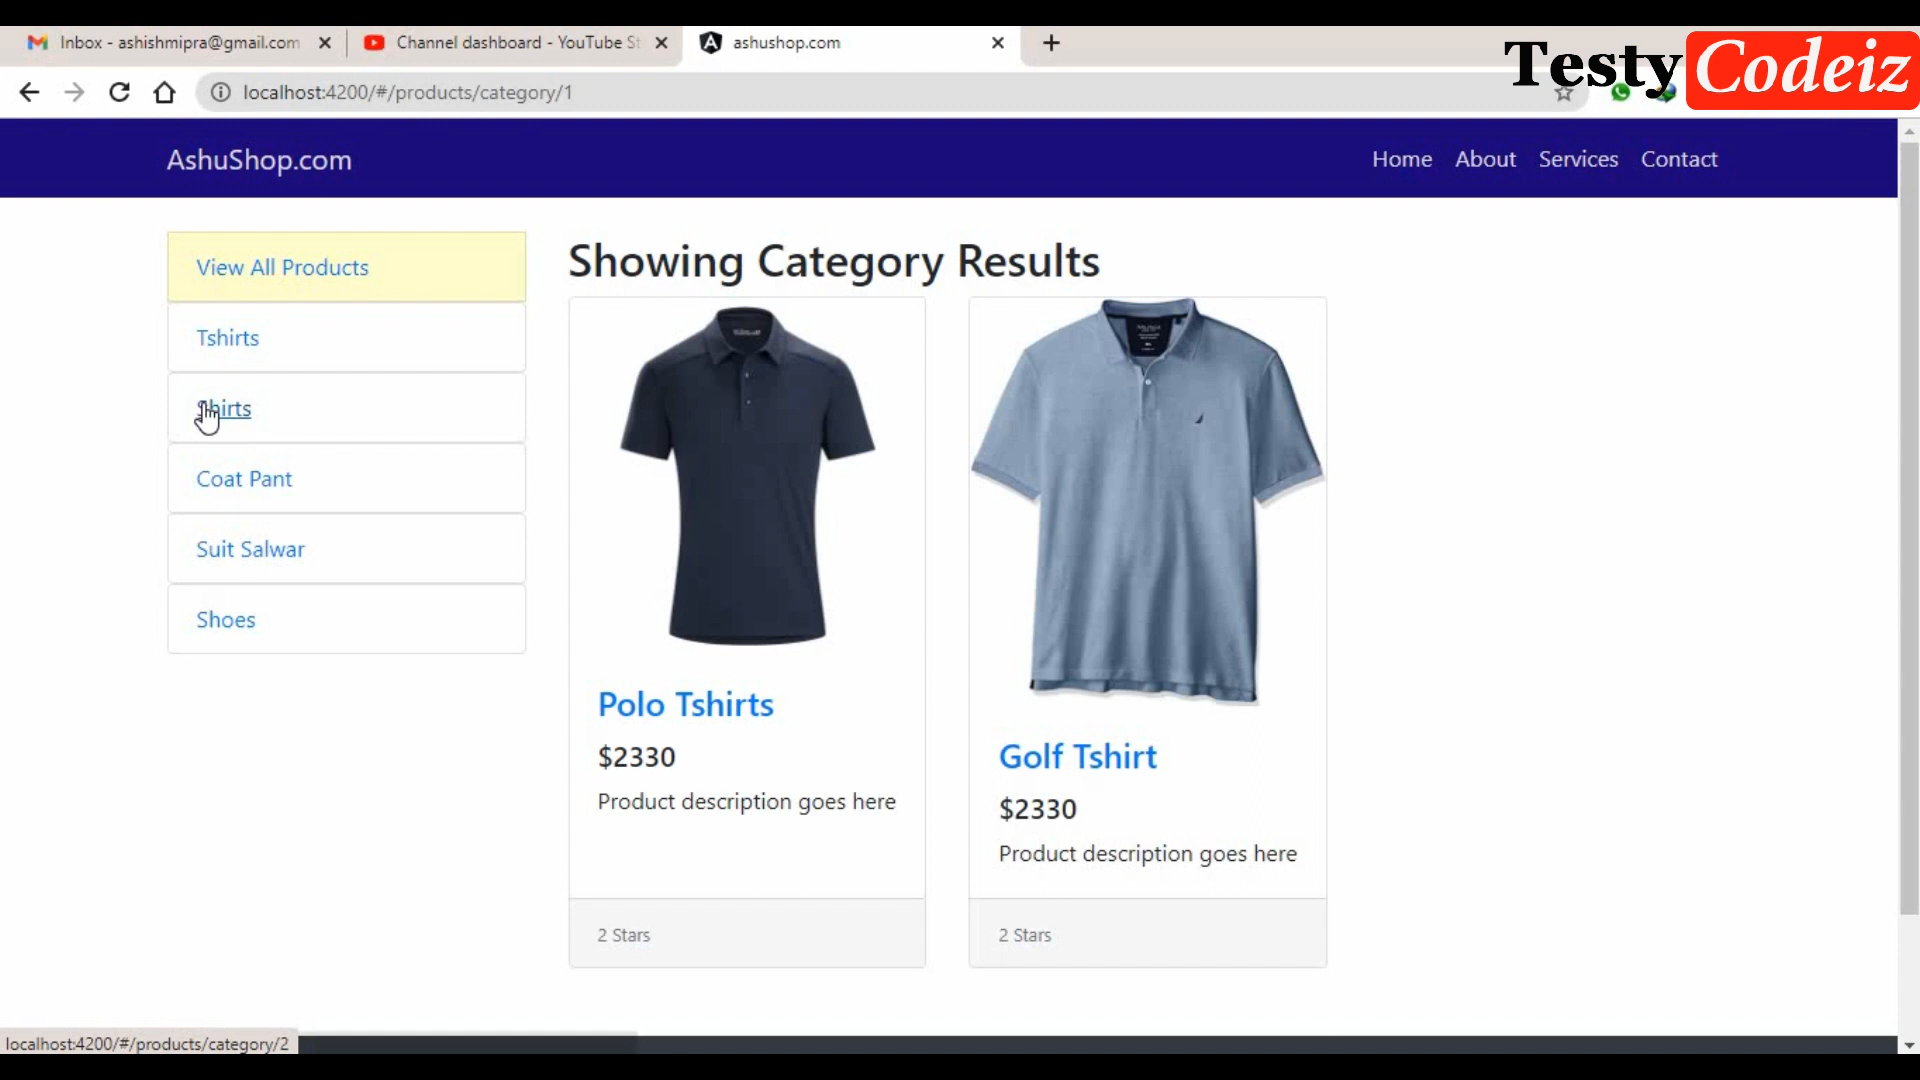 Inbox - ashishmipra@gmail.com
Channel dashboard - YouTube St
ashushop.com
Testy Codeiz
localhost:4200/#/products/category/1
AshuShop.com
Home About Services Contact
View All Products
Tshirts
Shirts
Coat Pant
Suit Salwar
Shoes
Showing Category Results
Polo Tshirts
$2330
Product description goes here
2 Stars
Golf Tshirt
$2330
Product description goes here
2 Stars
localhost:4200/#/products/category/2